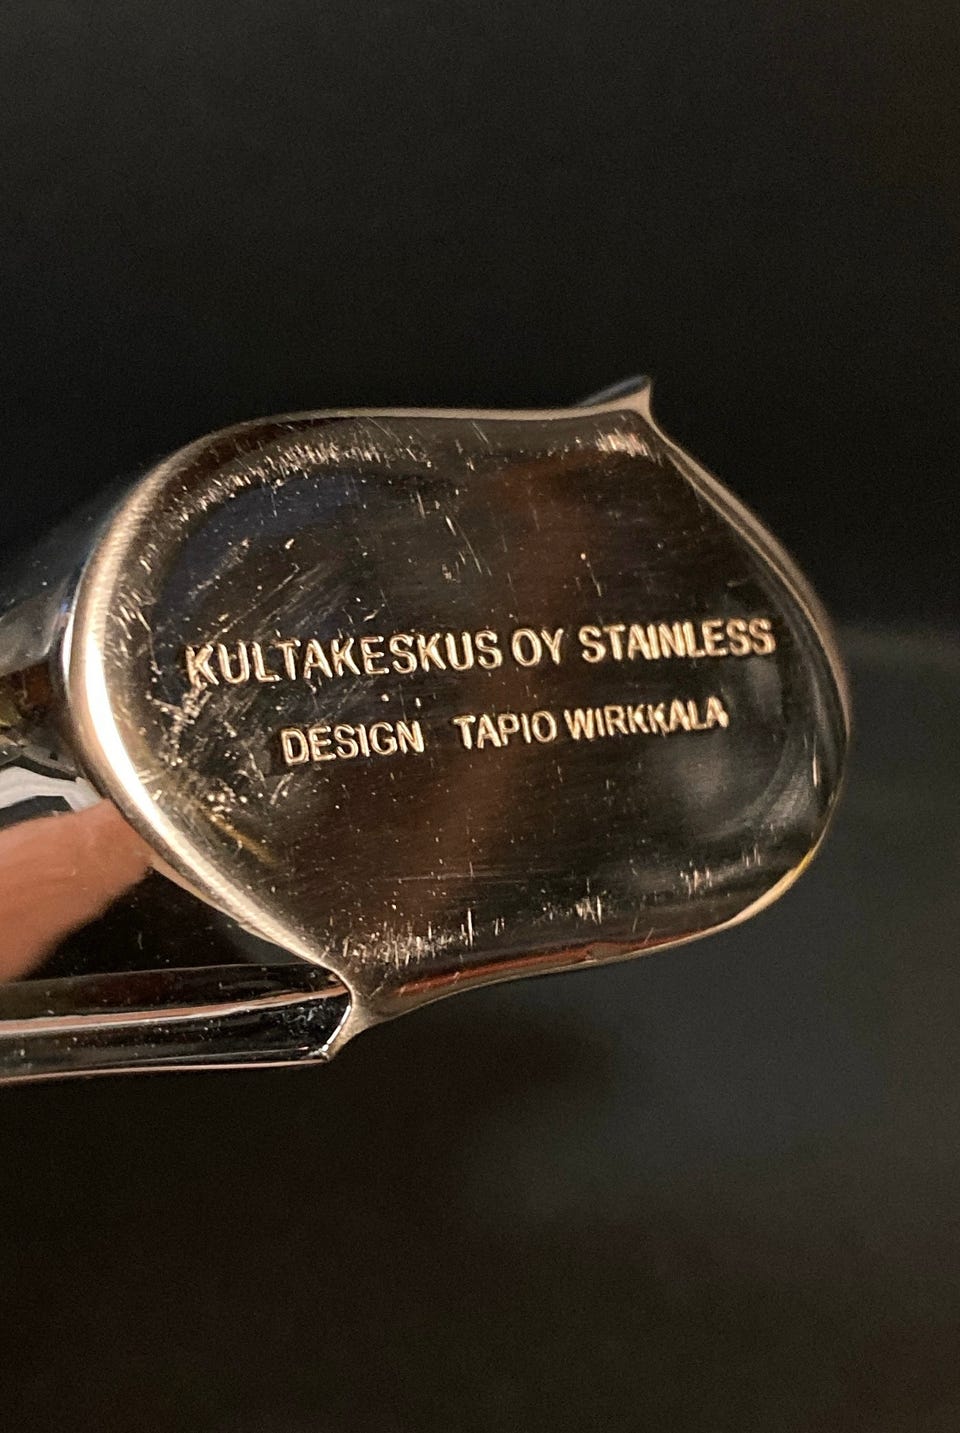 KULTAKESKUS OY STAINLESS
DESIGN TAPIO WIRKKALA